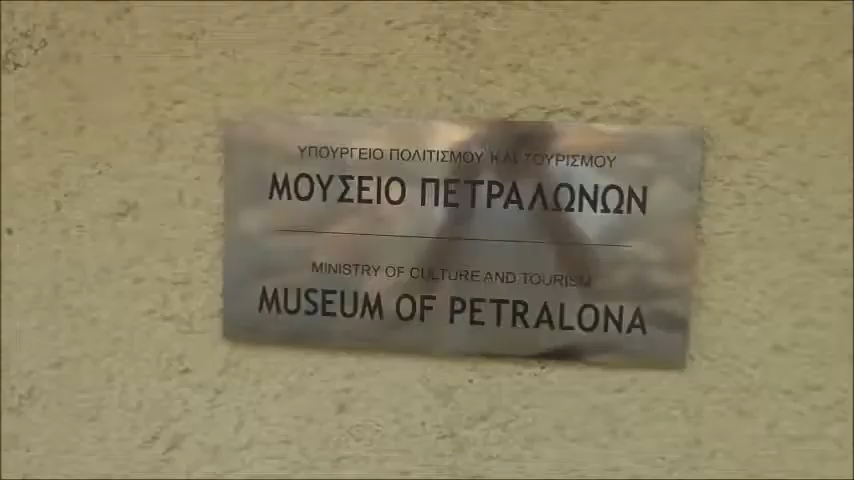 ΥΠΟΥΡΓΕΙΟ ΠΟΛΙΤΙΣΜΟΥ ΚΑΙ ΤΟΥΡΙΣΜΟΥ
ΜΟΥΣΕΙΟ ΠΕΤΡΑΛΩΝΩΝ
MINISTRY OF CULTURE AND TOURISM
MUSEUM OF PETRALONA